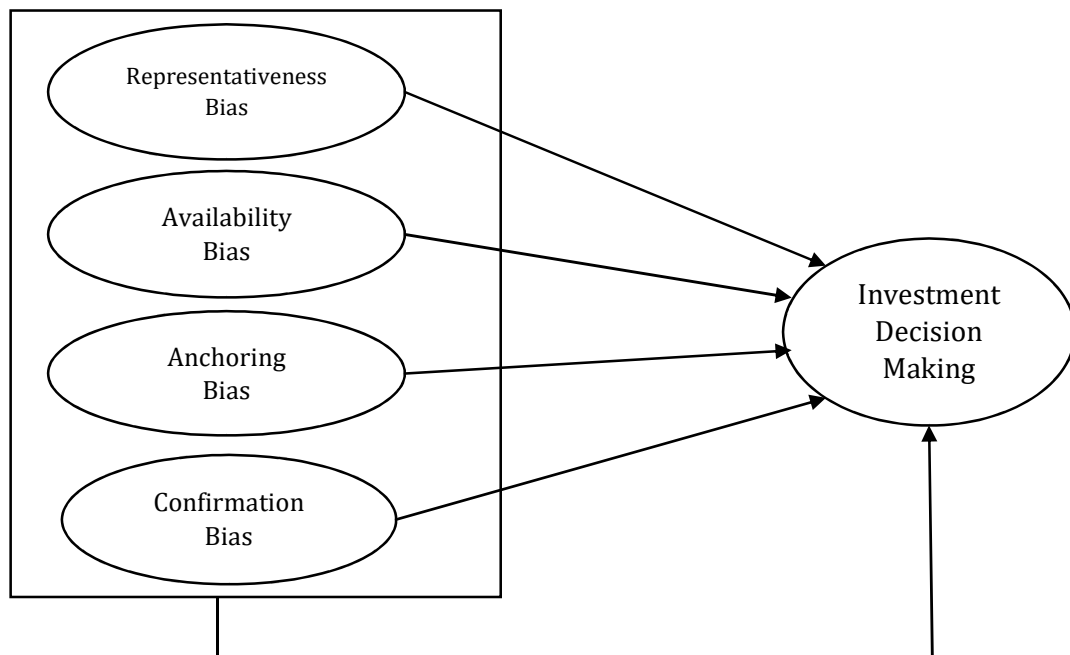 Representativeness
Bias
Availability
Bias
Anchoring
Bias
Confirmation
Bias
Investment
Decision
Making